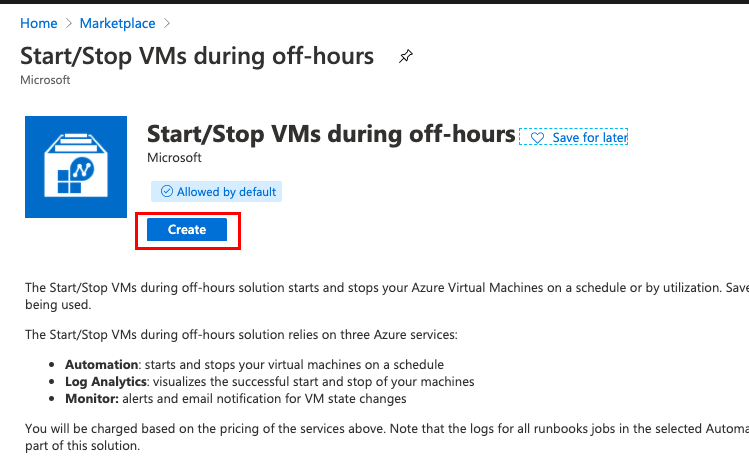 Home > Marketplace >
Start/Stop VMs during off-hours
Microsoft
Start/Stop VMs during off-hours
Save for later
Microsoft
Allowed by default
Create
The Start/Stop VMs during off-hours solution starts and stops your Azure Virtual Machines on a schedule or by utilization. Save
being used.
The Start/Stop VMs during off-hours solution relies on three Azure services:
• Automation: starts and stops your virtual machines on a schedule
• Log Analytics: visualizes the successful start and stop of your machines
• Monitor: alerts and email notification for VM state changes
You will be charged based on the pricing of the services above. Note that the logs for all runbooks jobs in the selected Automa
part of this solution.